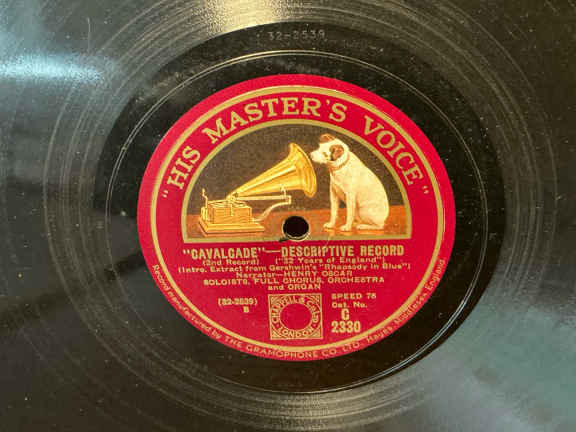 32-2539
"HIS MASTER'S VOICE"
"CAVALCADE"—DESCRIPTIVE RECORD
(2nd Record) ("32 Years of England")
(Intro. Extract from Gershwin's "Rhapsody in Blue")
Narrator—HENRY OSCAR
SOLOISTS, FULL CHORUS, ORCHESTRA
and ORGAN
(32-2539)
B
CHAPPELL & Co LTD
LONDON
SPEED 78
Cat. No.
C
2330
Record manufactured by THE GRAMOPHONE CO. LTD., Hayes, Middlesex, England.